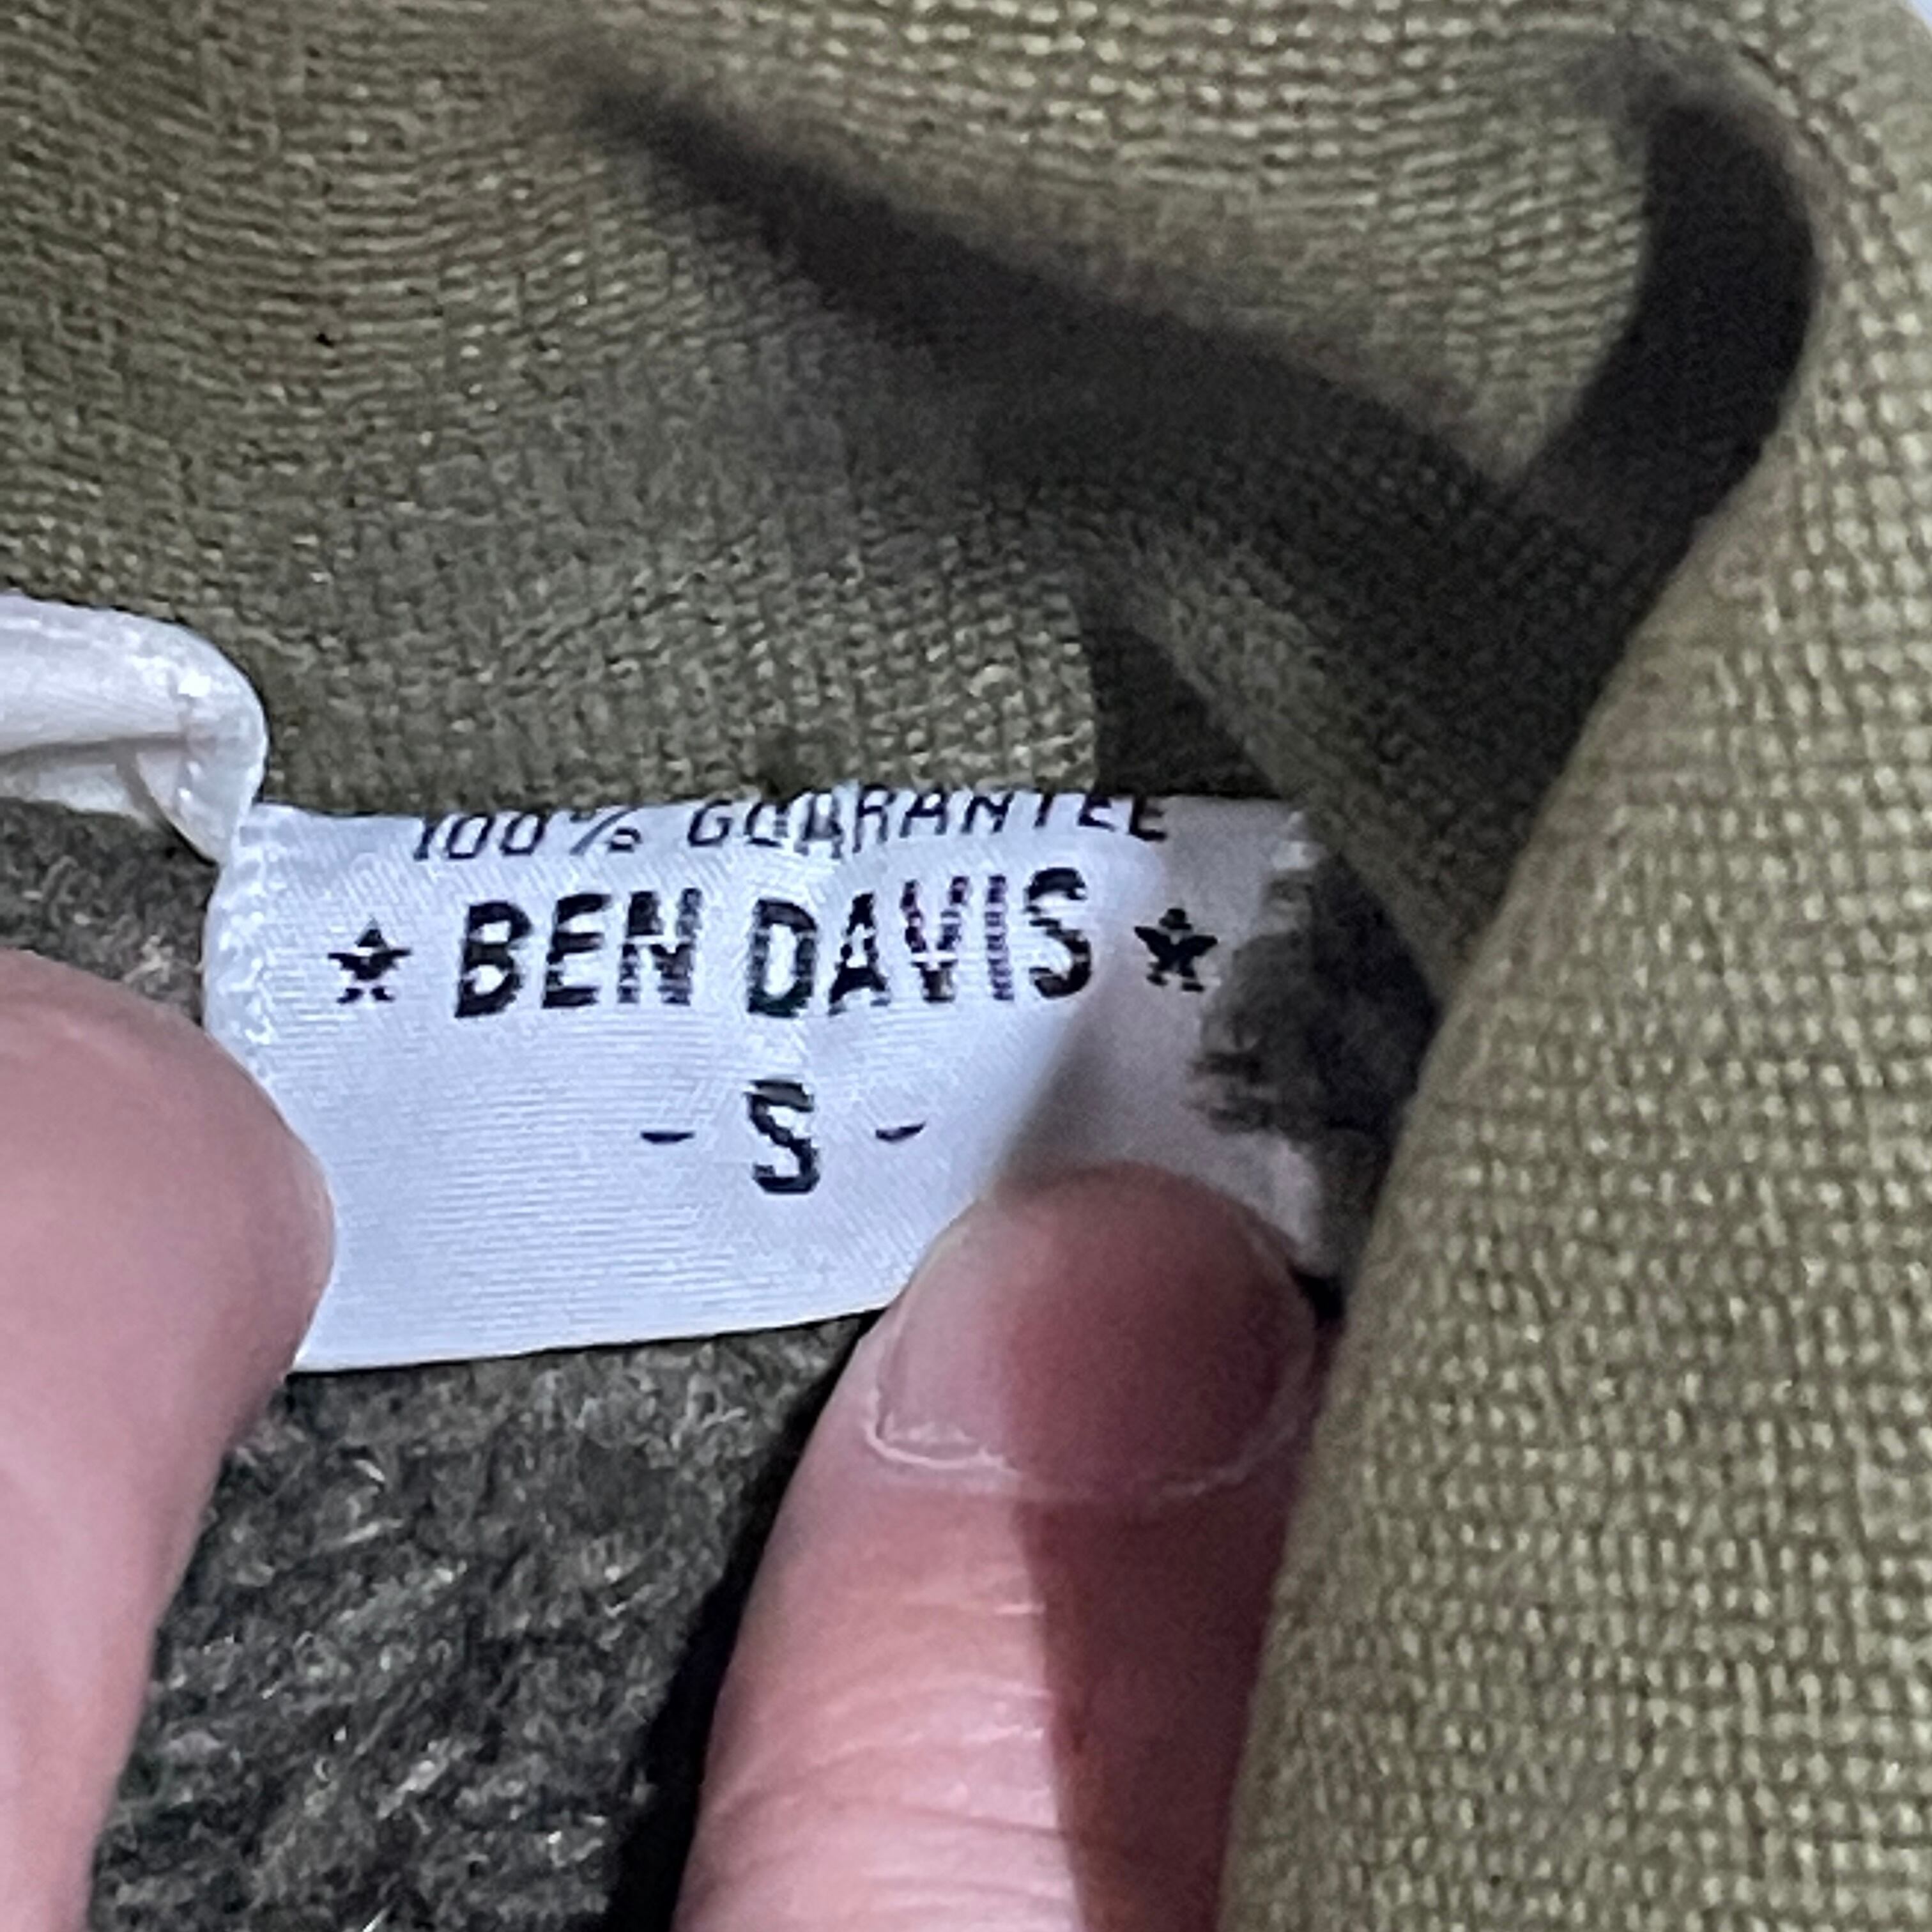 100% GUARANTEE
★ BEN DAVIS ★
- S -